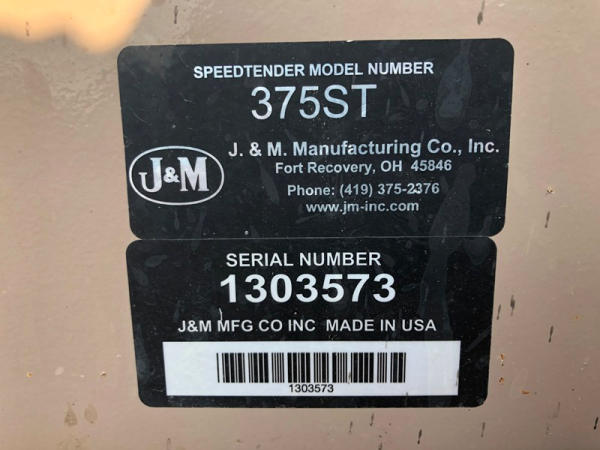 SPEEDTENDER MODEL NUMBER
375ST
J&M
J. & M. Manufacturing Co., Inc.
Fort Recovery, OH 45846
Phone: (419) 375-2376
www.jm-inc.com
SERIAL NUMBER
1303573
J&M MFG CO INC MADE IN USA
1303573